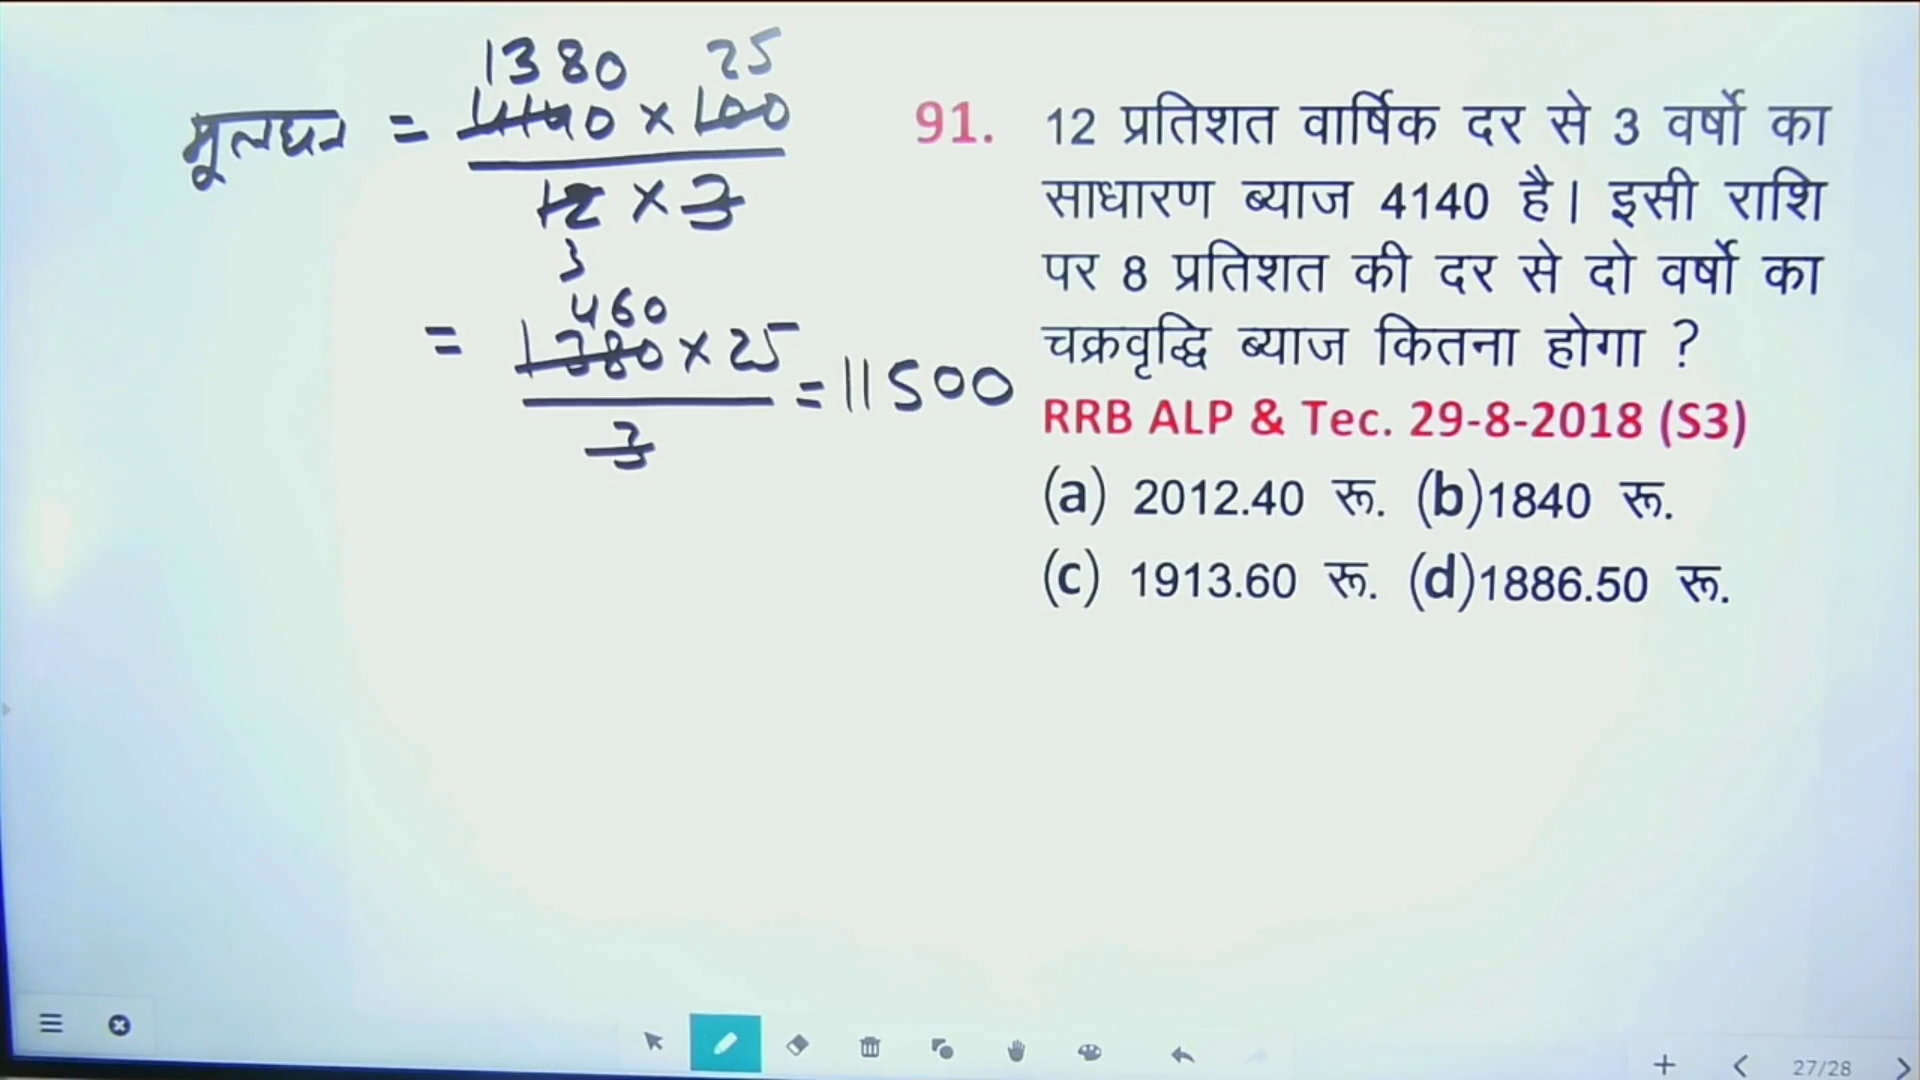 1380 25
मूलधन = 4140 × 100
12 × 3
3
460
= 1380 × 25 = 11500
3
91. 12 प्रतिशत वार्षिक दर से 3 वर्षो का
साधारण ब्याज 4140 है। इसी राशि
पर 8 प्रतिशत की दर से दो वर्षो का
चक्रवृद्धि ब्याज कितना होगा ?
RRB ALP & Tec. 29-8-2018 (S3)
(a) 2012.40 रू. (b)1840 रू.
(c) 1913.60 रू. (d)1886.50 रू.
27/28